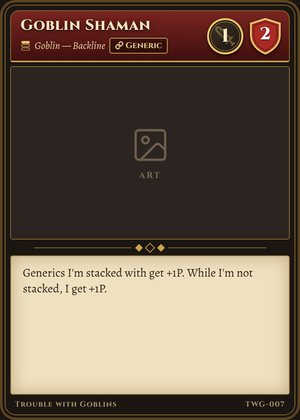 Goblin Shaman
Goblin — Backline Generic
1
2
ART
Generics I'm stacked with get +1P. While I'm not
stacked, I get +1P.
Trouble with Goblins TWG-007